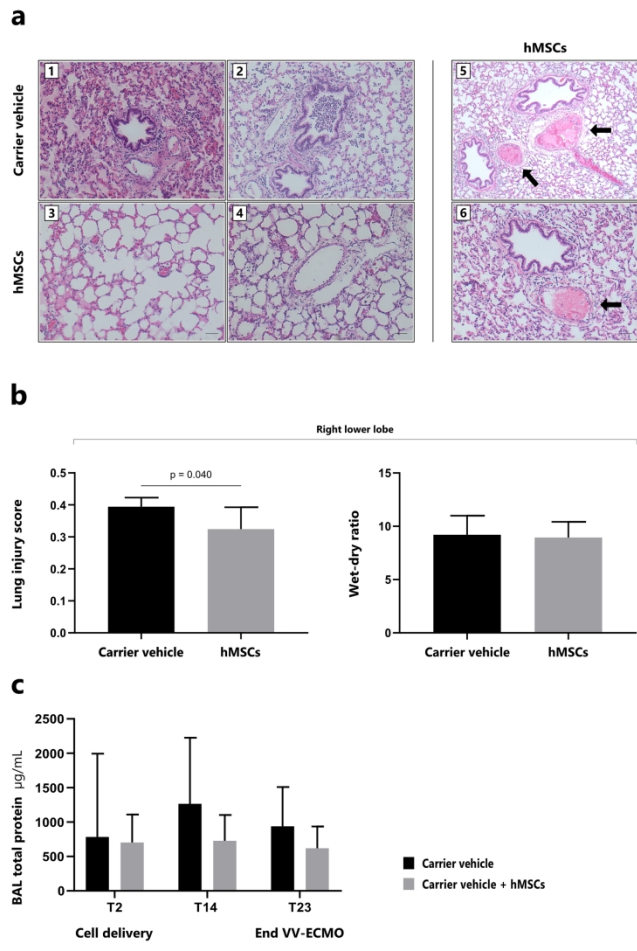 a
hMSCs
Carrier vehicle
1
2
5
hMSCs
3
4
6
b
Right lower lobe
Lung injury score
0.5
0.4
0.3
0.2
0.1
0.0
p = 0.040
Carrier vehicle hMSCs
Wet-dry ratio
15
10
5
0
Carrier vehicle hMSCs
c
BAL total protein µg/mL
2500
2000
1500
1000
500
0
T2 T14 T23
Cell delivery End VV-ECMO
Carrier vehicle
Carrier vehicle + hMSCs